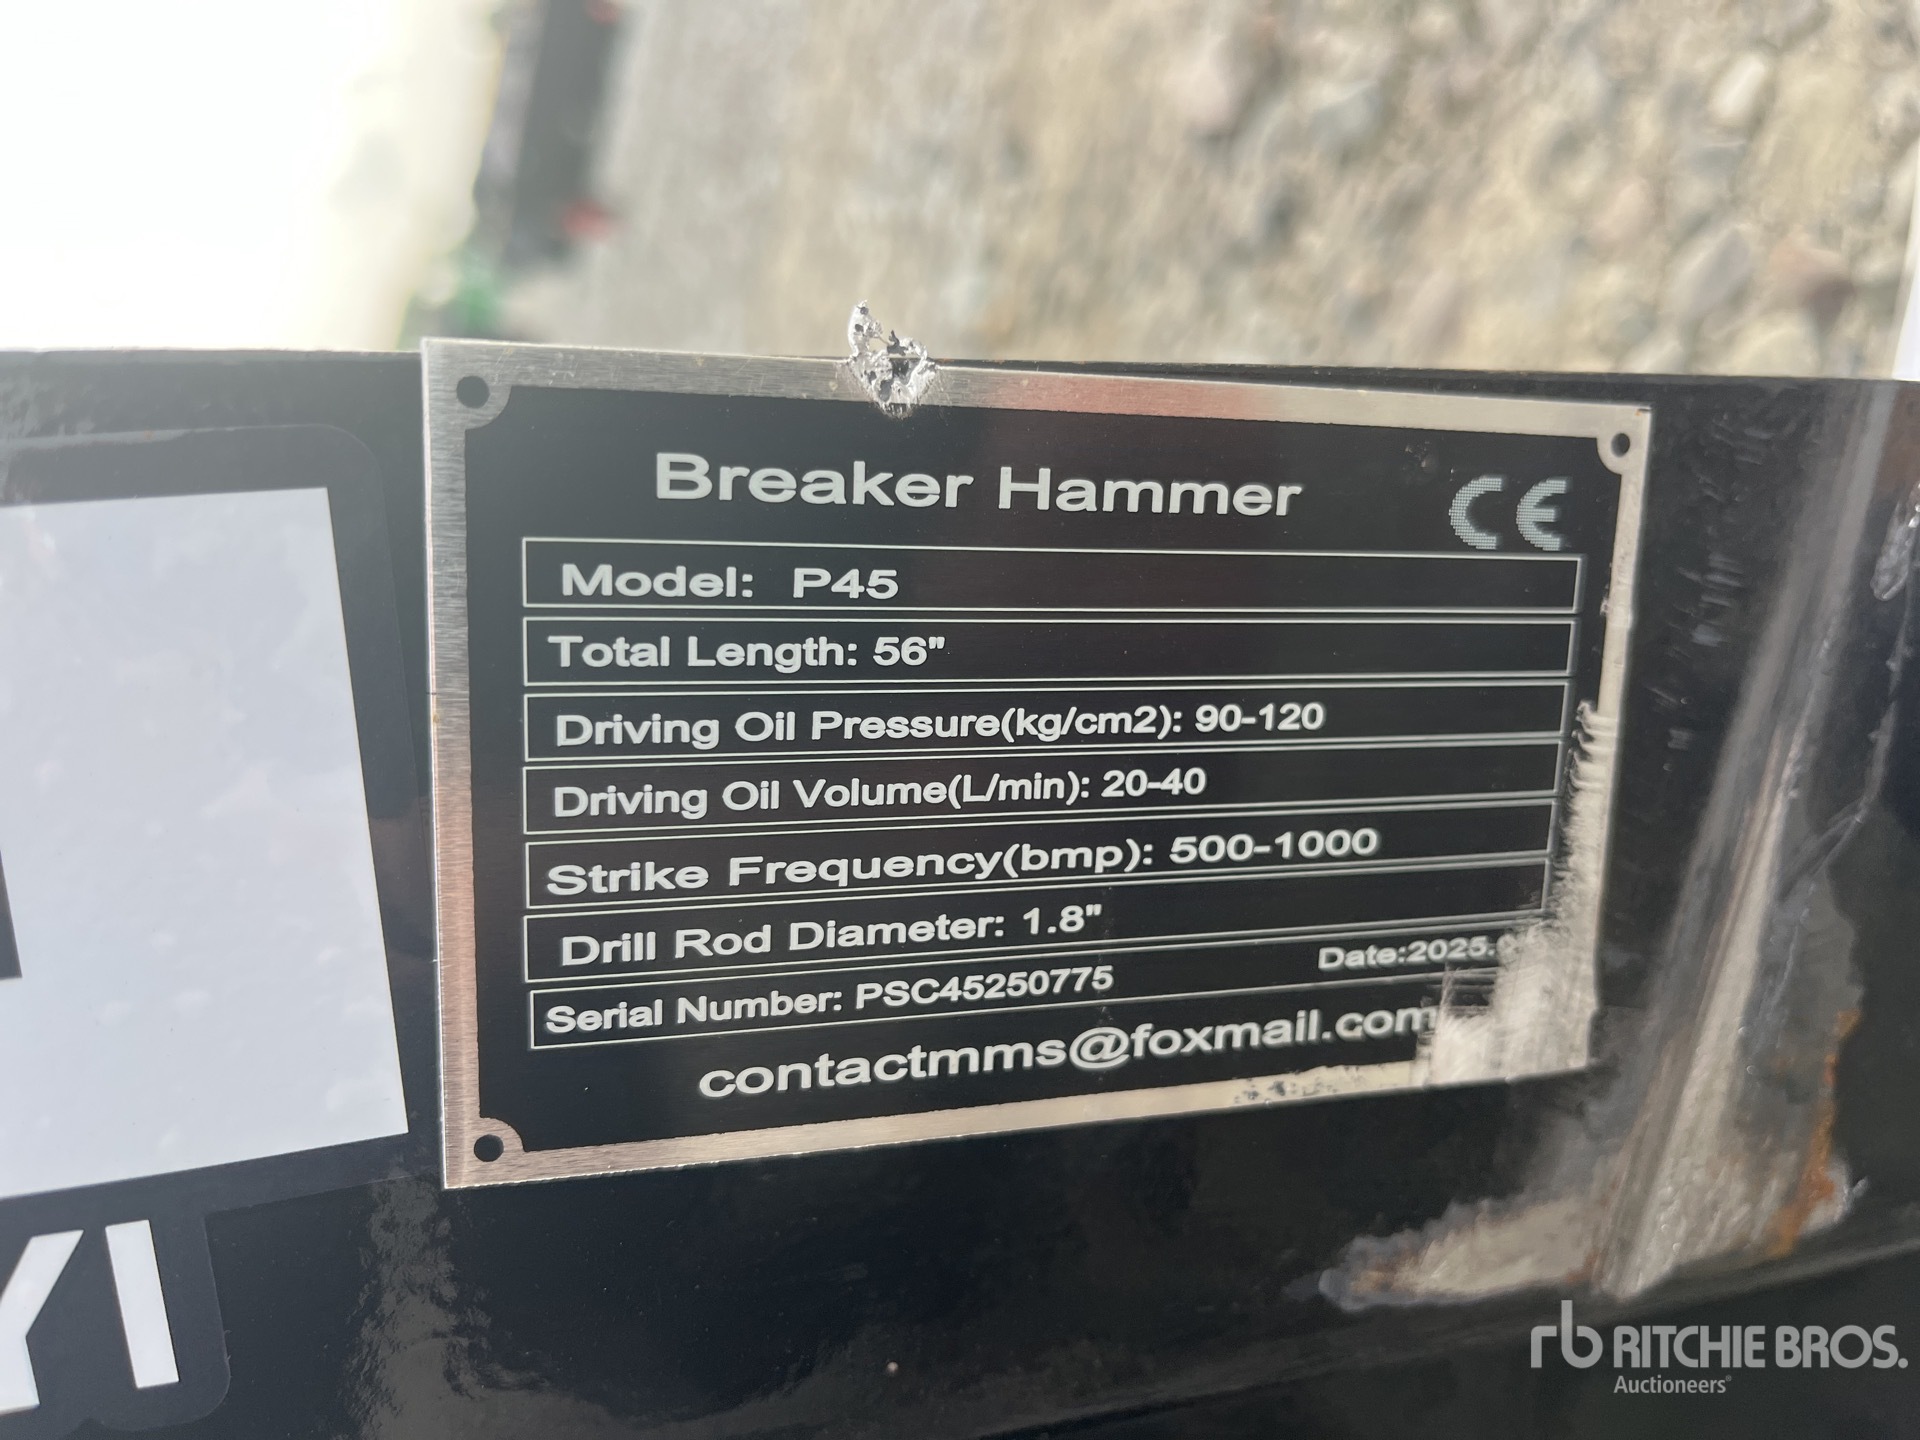 Breaker Hammer
CE
Model: P45
Total Length: 56"
Driving Oil Pressure(kg/cm2): 90-120
Driving Oil Volume(L/min): 20-40
Strike Frequency(bmp): 500-1000
Drill Rod Diameter: 1.8"
Serial Number: PSC45250775
Date:2025.
contactmms@foxmail.com
YI
rb RITCHIE BROS.
Auctioneers